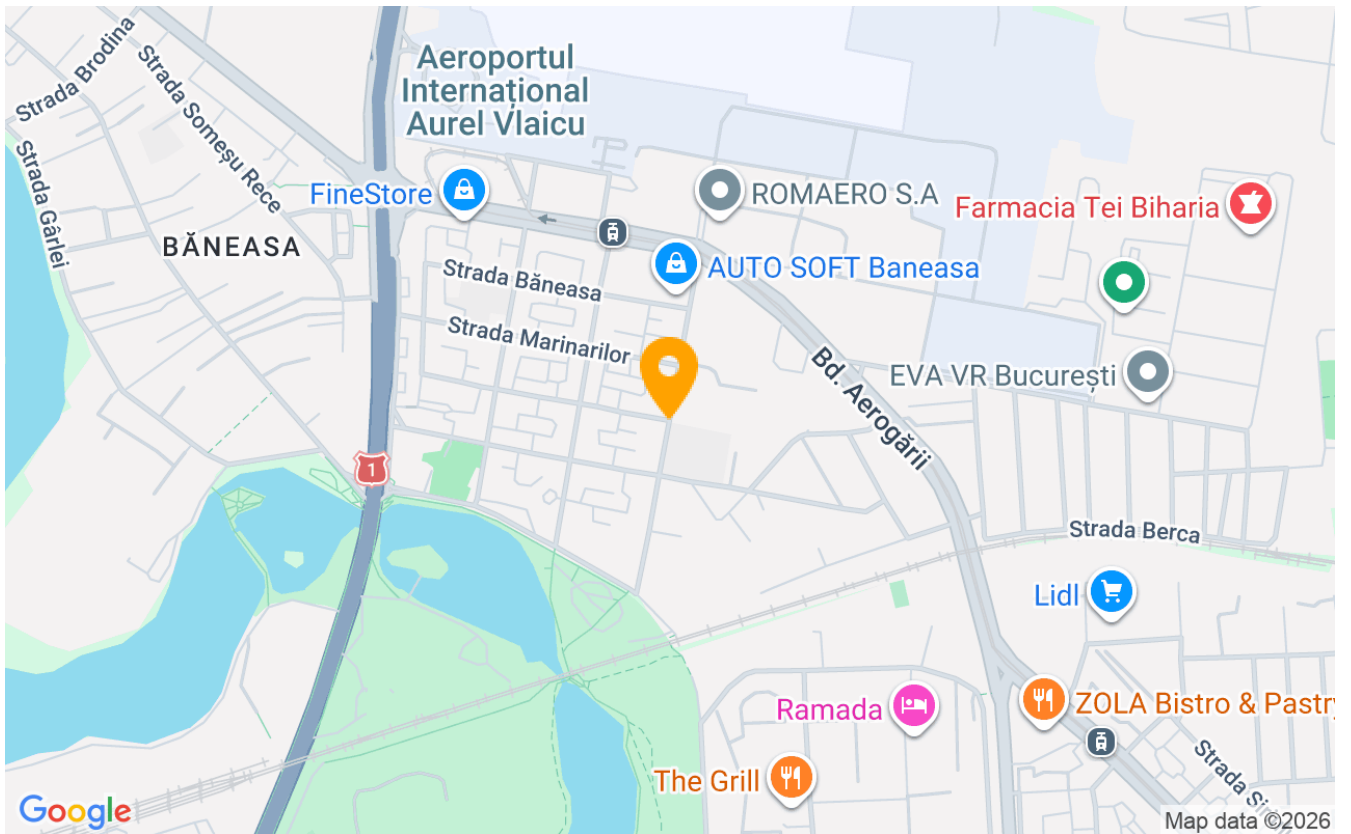 Strada Brodina
Strada Someșu Rece
Strada Gârlei
BĂNEASA
Aeroportul
Internațional
Aurel Vlaicu
FineStore
ROMAERO S.A
Farmacia Tei Biharia
AUTO SOFT Baneasa
Strada Băneasa
Strada Marinarilor
EVA VR București
Bd. Aerogării
1
Strada Berca
Lidl
Ramada
ZOLA Bistro & Pastry
The Grill
Google
Map data ©2026